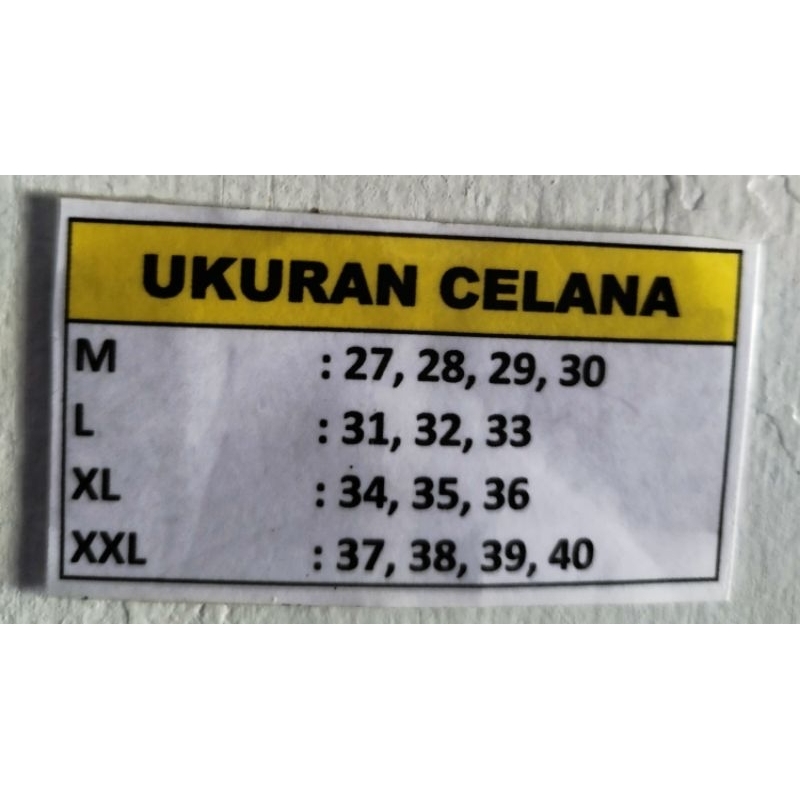 UKURAN CELANA
M : 27, 28, 29, 30
L : 31, 32, 33
XL : 34, 35, 36
XXL : 37, 38, 39, 40